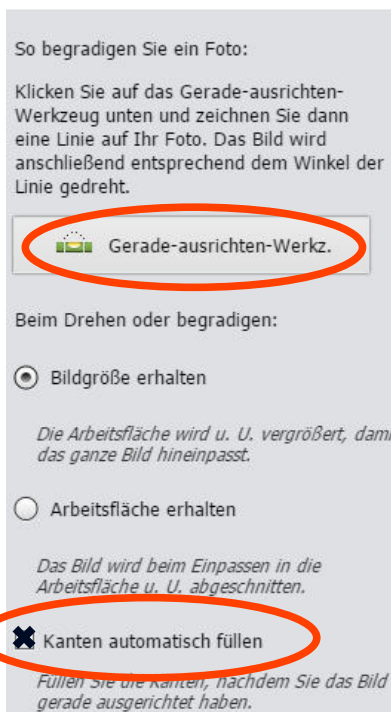 So begradigen Sie ein Foto:
Klicken Sie auf das Gerade-ausrichten-
Werkzeug unten und zeichnen Sie dann
eine Linie auf Ihr Foto. Das Bild wird
anschließend entsprechend dem Winkel der
Linie gedreht.
Gerade-ausrichten-Werkz.
Beim Drehen oder begradigen:
Bildgröße erhalten
Die Arbeitsfläche wird u. U. vergrößert, dami
das ganze Bild hineinpasst.
Arbeitsfläche erhalten
Das Bild wird beim Einpassen in die
Arbeitsfläche u. U. abgeschnitten.
Kanten automatisch füllen
Füllen Sie die Kanten, nachdem Sie das Bild
gerade ausgerichtet haben.